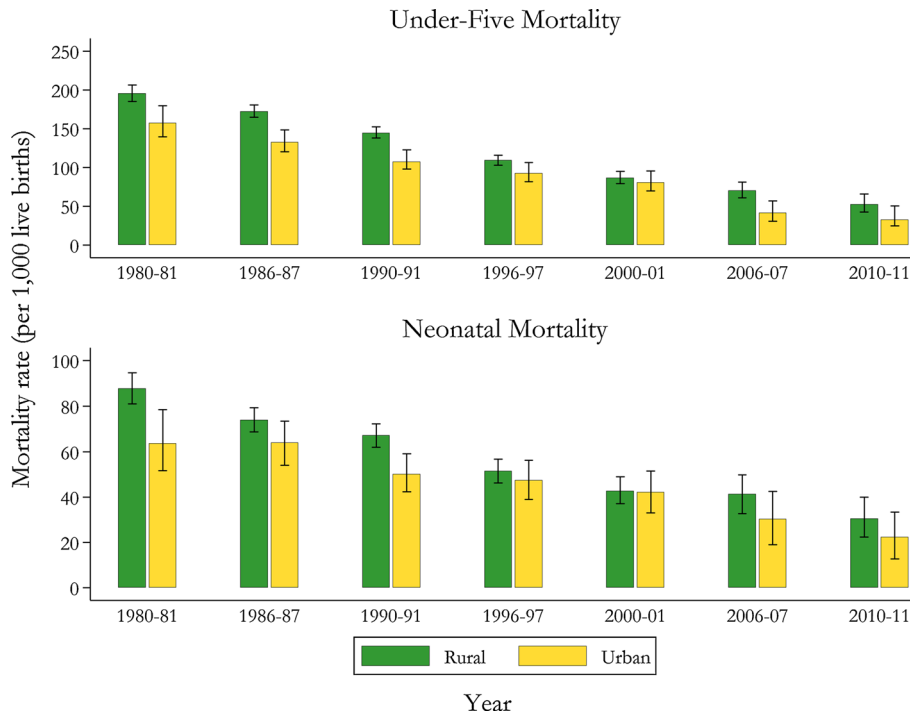 Under-Five Mortality
250
200
150
100
50
0
1980-81 1986-87 1990-91 1996-97 2000-01 2006-07 2010-11
Mortality rate (per 1,000 live births)
Neonatal Mortality
100
80
60
40
20
0
1980-81 1986-87 1990-91 1996-97 2000-01 2006-07 2010-11
Rural Urban
Year